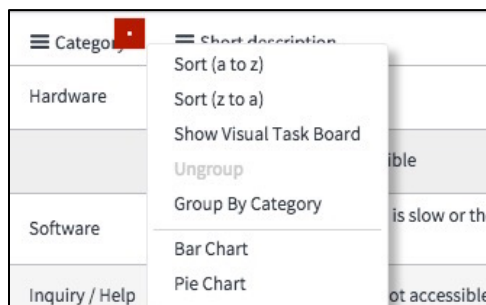 Category
Short description
Sort (a to z)
Hardware
Sort (z to a)
Show Visual Task Board
ible
Ungroup
Group By Category
is slow or th
Software
Bar Chart
Pie Chart
Inquiry / Help
ot accessible